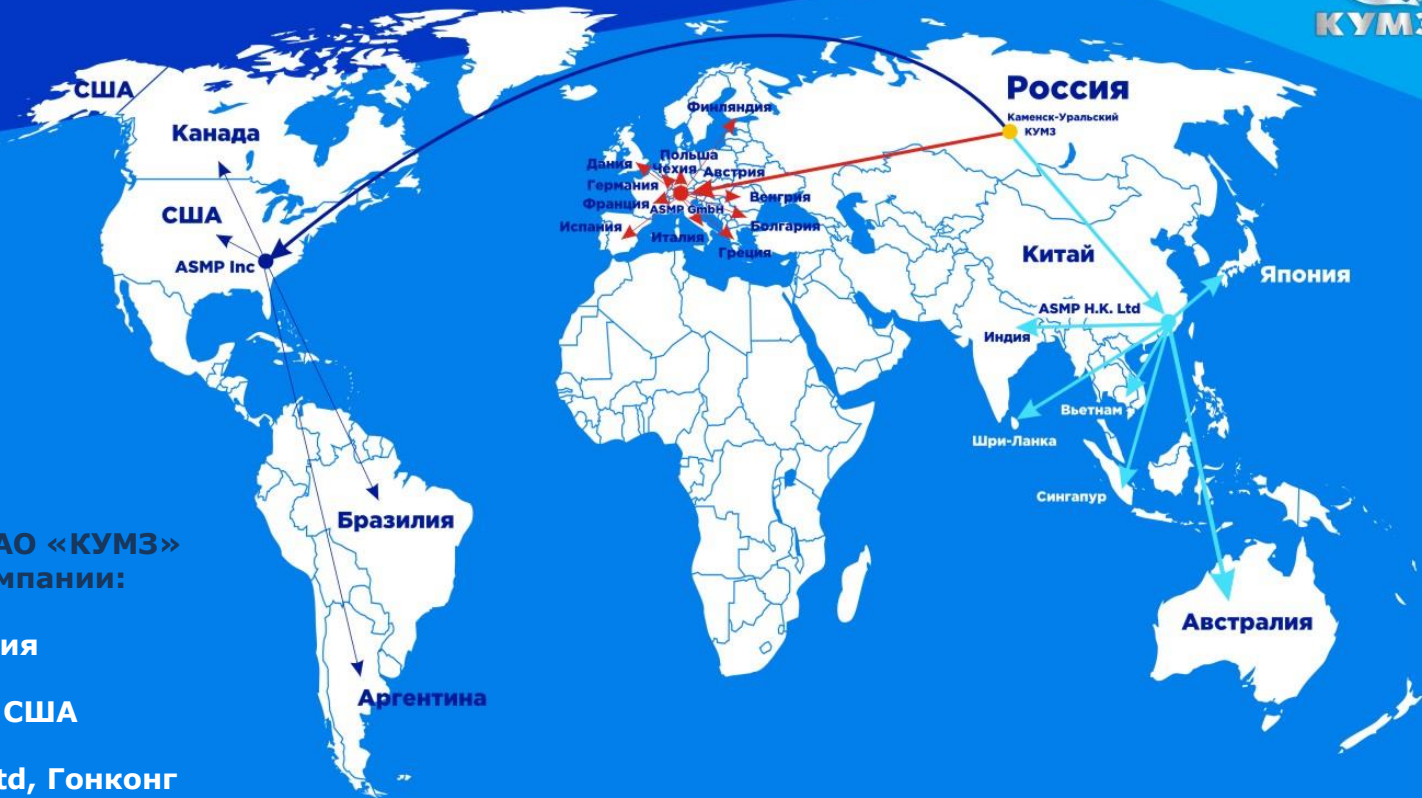 КУМЗ
США
Россия
Канада
Финляндия
Каменск-Уральский
КУМЗ
Польша
Дания
Чехия
Австрия
Германия
Венгрия
Франция
ASMP GmbH
США
Испания
Болгария
Италия
Греция
Китай
ASMP Inc
Япония
ASMP H.K. Ltd
Индия
Вьетнам
Шри-Ланка
Сингапур
Бразилия
АО «КУМЗ»
мпании:
Австралия
ия
Аргентина
США
td, Гонконг